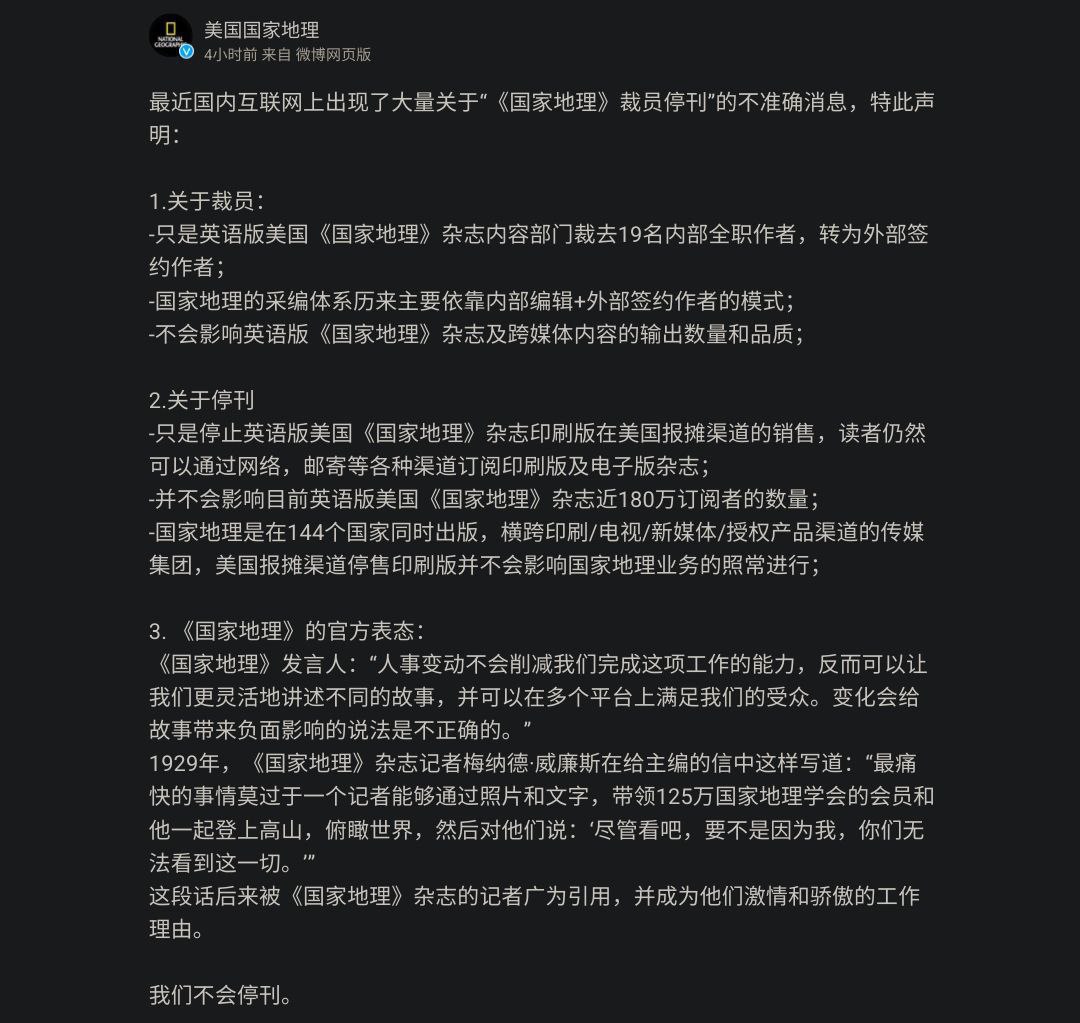 NATIONAL
GEOGRAPHIC
美国国家地理
4小时前 来自 微博网页版
最近国内互联网上出现了大量关于“《国家地理》裁员停刊”的不准确消息，特此声
明：
1.关于裁员：
-只是英语版美国《国家地理》杂志内容部门裁去19名内部全职作者，转为外部签
约作者；
-国家地理的采编体系历来主要依靠内部编辑+外部签约作者的模式；
-不会影响英语版《国家地理》杂志及跨媒体内容的输出数量和品质；
2.关于停刊
-只是停止英语版美国《国家地理》杂志印刷版在美国报摊渠道的销售，读者仍然
可以通过网络，邮寄等各种渠道订阅印刷版及电子版杂志；
-并不会影响目前英语版美国《国家地理》杂志近180万订阅者的数量；
-国家地理是在144个国家同时出版，横跨印刷/电视/新媒体/授权产品渠道的传媒
集团，美国报摊渠道停售印刷版并不会影响国家地理业务的照常进行；
3. 《国家地理》的官方表态：
《国家地理》发言人：“人事变动不会削减我们完成这项工作的能力，反而可以让
我们更灵活地讲述不同的故事，并可以在多个平台上满足我们的受众。变化会给
故事带来负面影响的说法是不正确的。”
1929年，《国家地理》杂志记者梅纳德·威廉斯在给主编的信中这样写道：“最痛
快的事情莫过于一个记者能够通过照片和文字，带领125万国家地理学会的会员和
他一起登上高山，俯瞰世界，然后对他们说：‘尽管看吧，要不是因为我，你们无
法看到这一切。’”
这段话后来被《国家地理》杂志的记者广为引用，并成为他们激情和骄傲的工作
理由。
我们不会停刊。